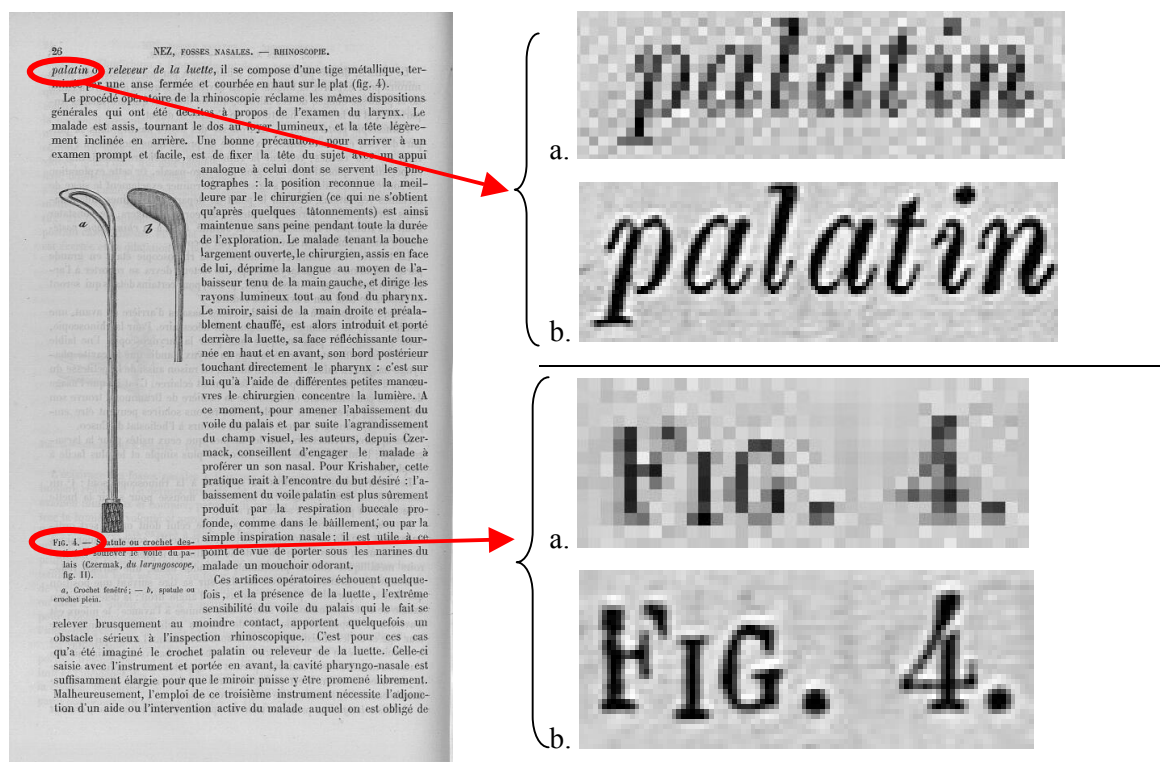 26 NEZ, FOSSES NASALES. — RHINOSCOPIE.
palatin ou releveur de la luette, il se compose d'une tige métallique, ter-
par une anse fermée et courbée en haut sur le plat (fig. 4).
Le procédé opératoire de la rhinoscopie réclame les mêmes dispositions
générales qui ont été décrites à propos de l'examen du larynx. Le
malade est assis, tournant le dos au foyer lumineux, et la tête légère-
ment inclinée en arrière. Une bonne précaution, pour arriver à un
examen prompt et facile, est de fixer la tête du sujet avec un appui
analogue à celui dont se servent les pho-
tographes : la position reconnue la meil-
leure par le chirurgien (ce qui ne s'obtient
qu'après quelques tâtonnements) est ainsi
maintenue sans peine pendant toute la durée
de l'exploration. Le malade tenant la bouche
largement ouverte, le chirurgien, assis en face
de lui, déprime la langue au moyen de l'a-
baisseur tenu de la main gauche, et dirige les
rayons lumineux tout au fond du pharynx.
Le miroir, saisi de la main droite et préala-
blement chauffé, est alors introduit et porté
derrière la luette, sa face réfléchissante tour-
née en haut et en avant, son bord postérieur
touchant directement le pharynx : c'est sur
lui qu'à l'aide de différentes petites manœu-
vres le chirurgien concentre la lumière. A
ce moment, pour amener l'abaissement du
voile du palais et par suite l'agrandissement
du champ visuel, les auteurs, depuis Czer-
mack, conseillent d'engager le malade à
proférer un son nasal. Pour Krishaber, cette
pratique irait à l'encontre du but désiré : l'a-
baissement du voile palatin est plus sûrement
produit par la respiration buccale pro-
fonde, comme dans le bâillement, ou par la
simple inspiration nasale ; il est utile à ce
point de vue de porter sous les narines du
malade un mouchoir odorant.
Ces artifices opératoires échouent quelque-
fois, et la présence de la luette, l'extrême
sensibilité du voile du palais qui le fait se
a b
FIG. 4. — Spatule ou crochet des-
soulever le voile du pa-
lais (Czermak, du laryngoscope,
fig. II).
a, Crochet fenêtré ; — b, spatule ou
crochet plein.
relever brusquement au moindre contact, apportent quelquefois un
obstacle sérieux à l'inspection rhinoscopique. C'est pour ces cas
qu'a été imaginé le crochet palatin ou releveur de la luette. Celle-ci
saisie avec l'instrument et portée en avant, la cavité pharyngo-nasale est
suffisamment élargie pour que le miroir puisse y être promené librement.
Malheureusement, l'emploi de ce troisième instrument nécessite l'adjonc-
tion d'un aide ou l'intervention active du malade auquel on est obligé de
a. palatin
b. palatin
a. FIG. 4.
b. FIG. 4.